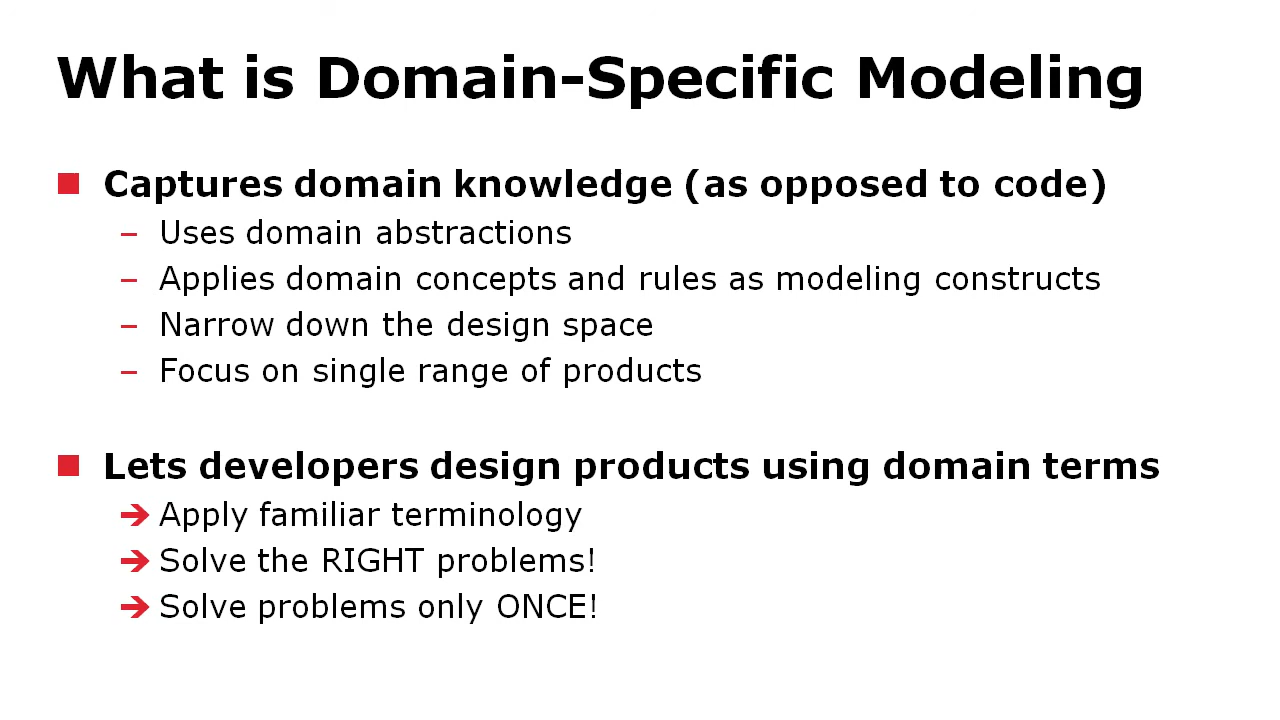 What is Domain-Specific Modeling
Captures domain knowledge (as opposed to code)
– Uses domain abstractions
– Applies domain concepts and rules as modeling constructs
– Narrow down the design space
– Focus on single range of products
Lets developers design products using domain terms
➔ Apply familiar terminology
➔ Solve the RIGHT problems!
➔ Solve problems only ONCE!